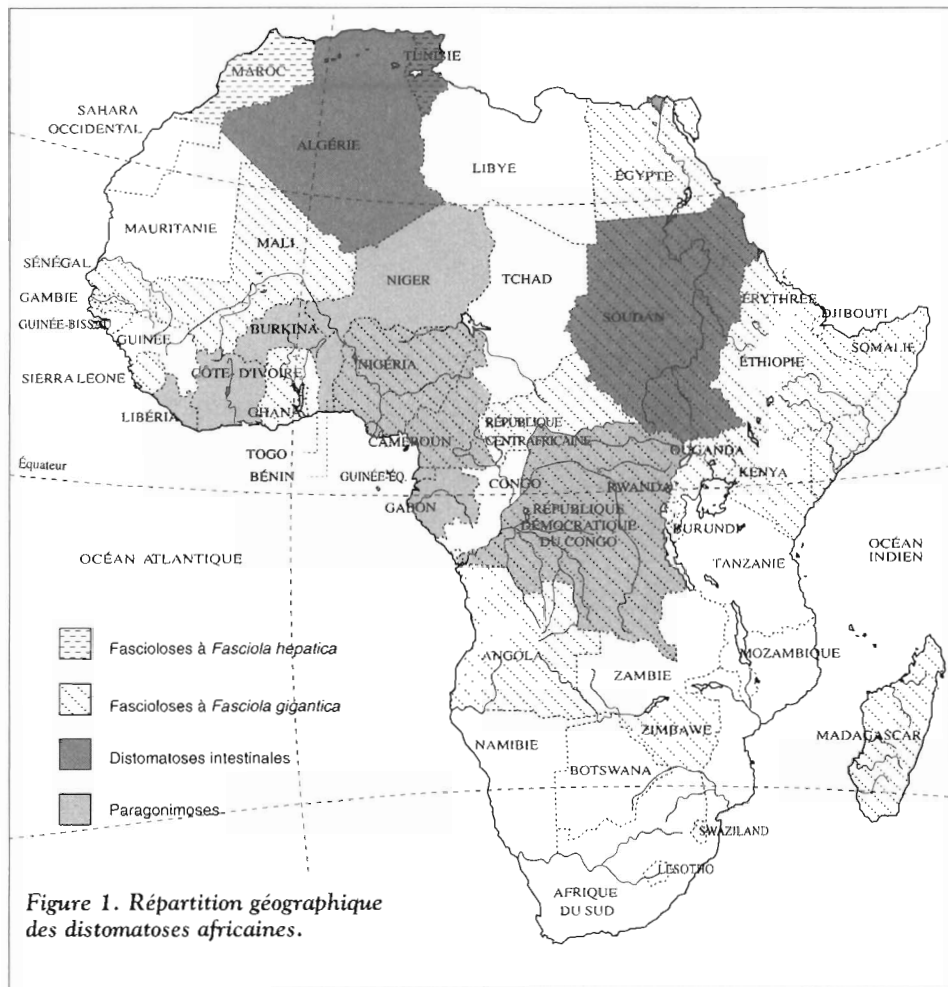 MAROC
TUNISIE
SAHARA
OCCIDENTAL
ALGÉRIE
LIBYE
ÉGYPTE
MAURITANIE
MALI
NIGER
TCHAD
SOUDAN
ÉRYTHRÉE
DJIBOUTI
SÉNÉGAL
GAMBIE
GUINÉE-BISSAU
GUINÉE
BURKINA
NIGÉRIA
ÉTHIOPIE
SOMALIE
SIERRA LEONE
CÔTE-D'IVOIRE
LIBÉRIA
GHANA
CAMEROUN
RÉPUBLIQUE
CENTRAFRICAINE
TOGO
BÉNIN
Équateur
GUINÉE-ÉQ.
GABON
CONGO
OUGANDA
KENYA
RWANDA
BURUNDI
RÉPUBLIQUE
DÉMOCRATIQUE
DU CONGO
OCÉAN ATLANTIQUE
TANZANIE
OCÉAN
INDIEN
ANGOLA
ZAMBIE
MOZAMBIQUE
NAMIBIE
BOTSWANA
ZIMBAWE
MADAGASCAR
SWAZILAND
LESOTHO
AFRIQUE
DU SUD
Fascioloses à Fasciola hepatica
Fascioloses à Fasciola gigantica
Distomatoses intestinales
Paragonimoses
Figure 1. Répartition géographique
des distomatoses africaines.